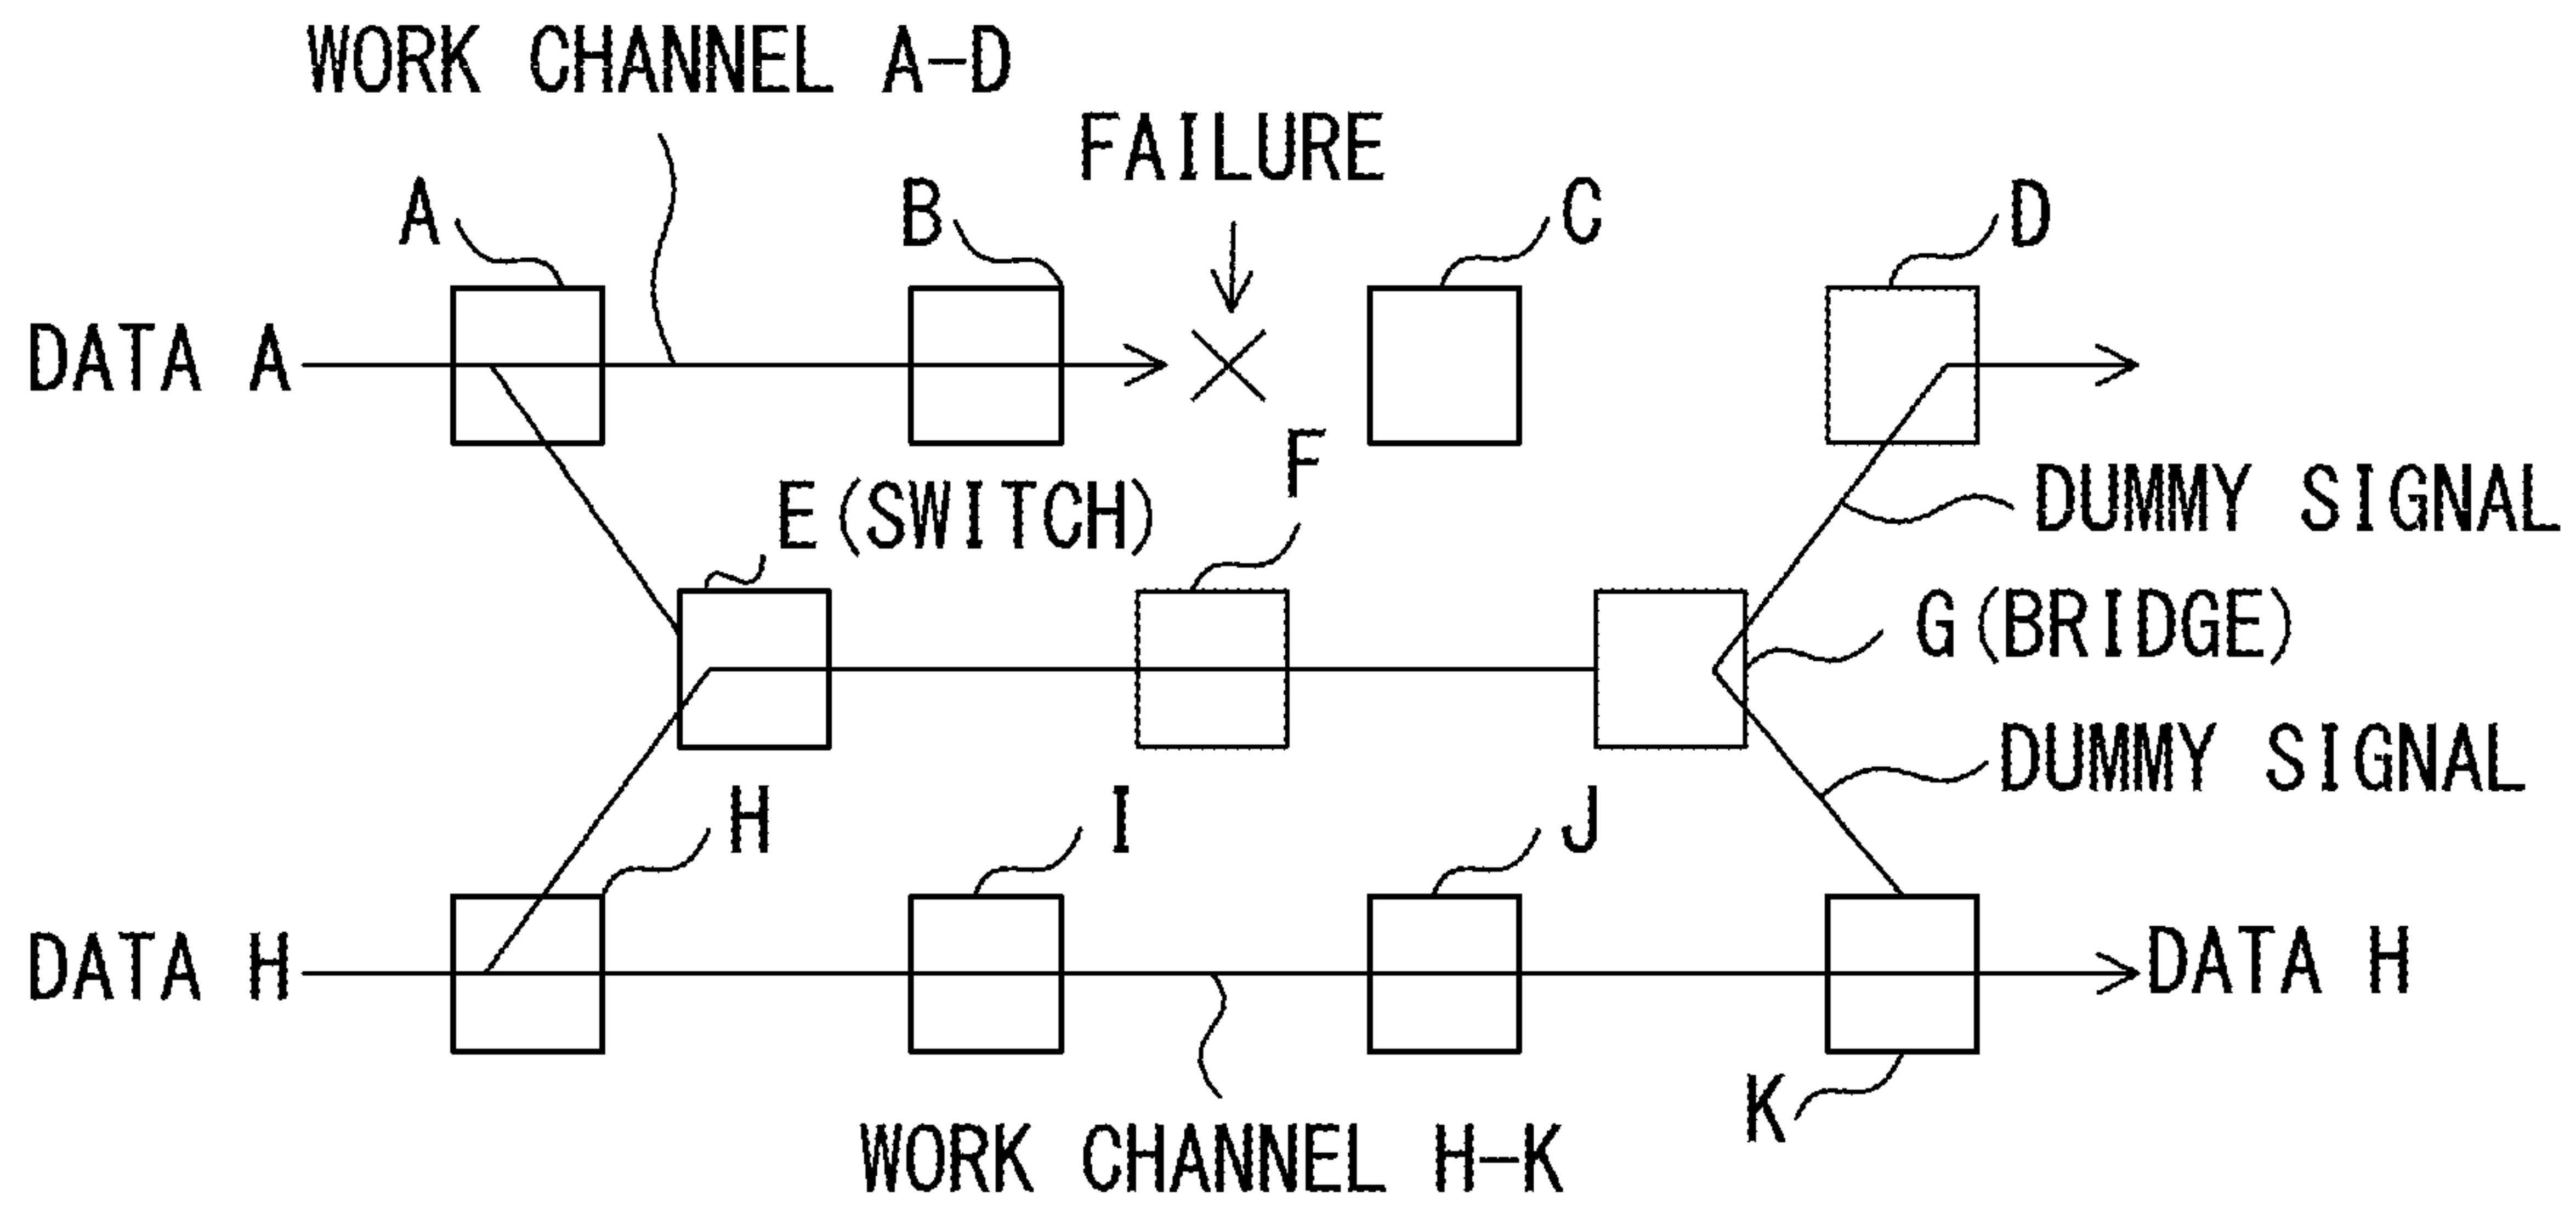 WORK CHANNEL A-D
FAILURE
A
B
C
D
DATA A
E(SWITCH)
F
DUMMY SIGNAL
G(BRIDGE)
DUMMY SIGNAL
H
I
J
DATA H
DATA H
K
WORK CHANNEL H-K